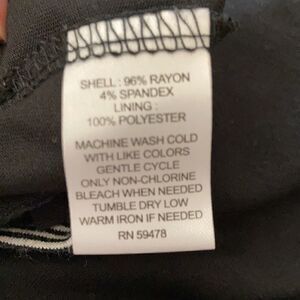 SHELL : 96% RAYON
4% SPANDEX
LINING :
100% POLYESTER
MACHINE WASH COLD
WITH LIKE COLORS
GENTLE CYCLE
ONLY NON-CHLORINE
BLEACH WHEN NEEDED
TUMBLE DRY LOW
WARM IRON IF NEEDED
RN 59478